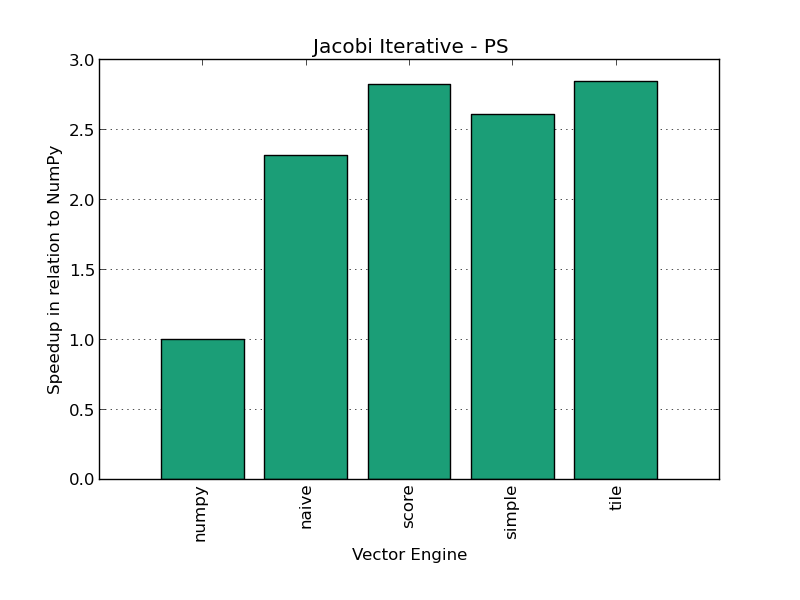 Jacobi Iterative - PS
Speedup in relation to NumPy
3.0
2.5
2.0
1.5
1.0
0.5
0.0
numpy
naive
score
simple
tile
Vector Engine